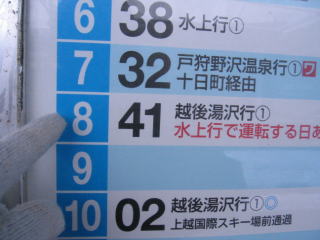 6 38 水上行①
7 32 戸狩野沢温泉行①ワ
十日町経由
8 41 越後湯沢行①
水上行で運転する日あ
9
10 02 越後湯沢行①◎
上越国際スキー場前通過